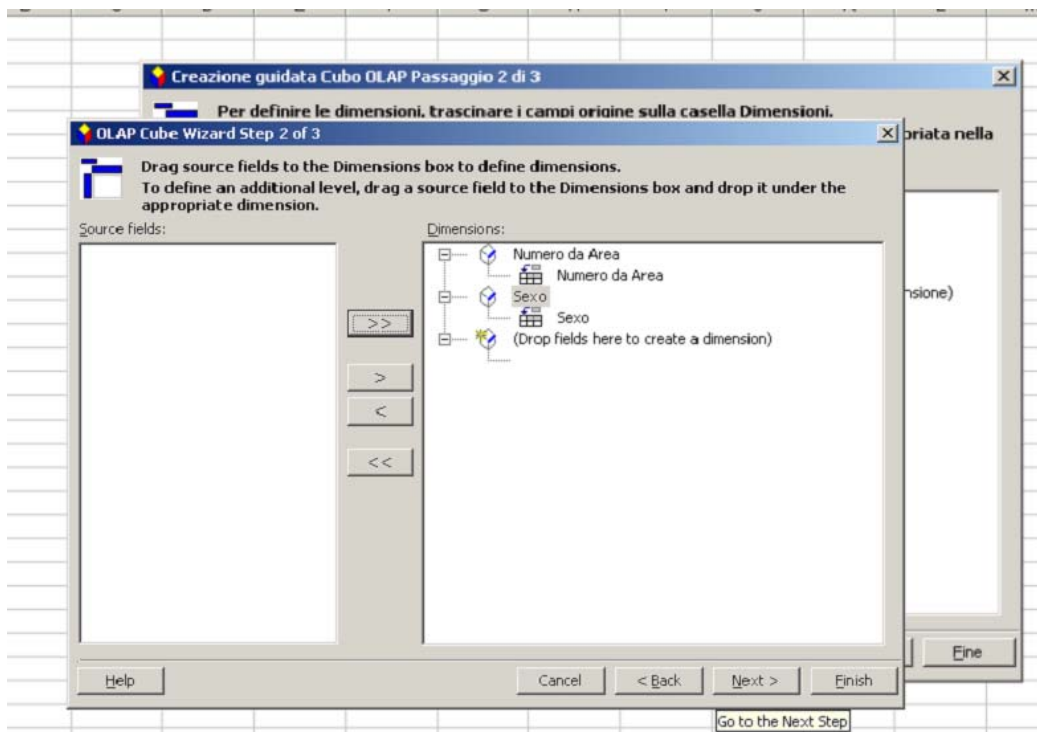 Creazione guidata Cubo OLAP Passaggio 2 di 3
Per definire le dimensioni, trascinare i campi origine sulla casella Dimensioni.
nella
OLAP Cube Wizard Step 2 of 3
Drag source fields to the Dimensions box to define dimensions.
To define an additional level, drag a source field to the Dimensions box and drop it under the
appropriate dimension.
Source fields:
Dimensions:
Numero da Area
Numero da Area
Sexo
Sexo
(Drop fields here to create a dimension)
>>
>
<
<<
Fine
Help
Cancel
< Back
Next >
Finish
Go to the Next Step